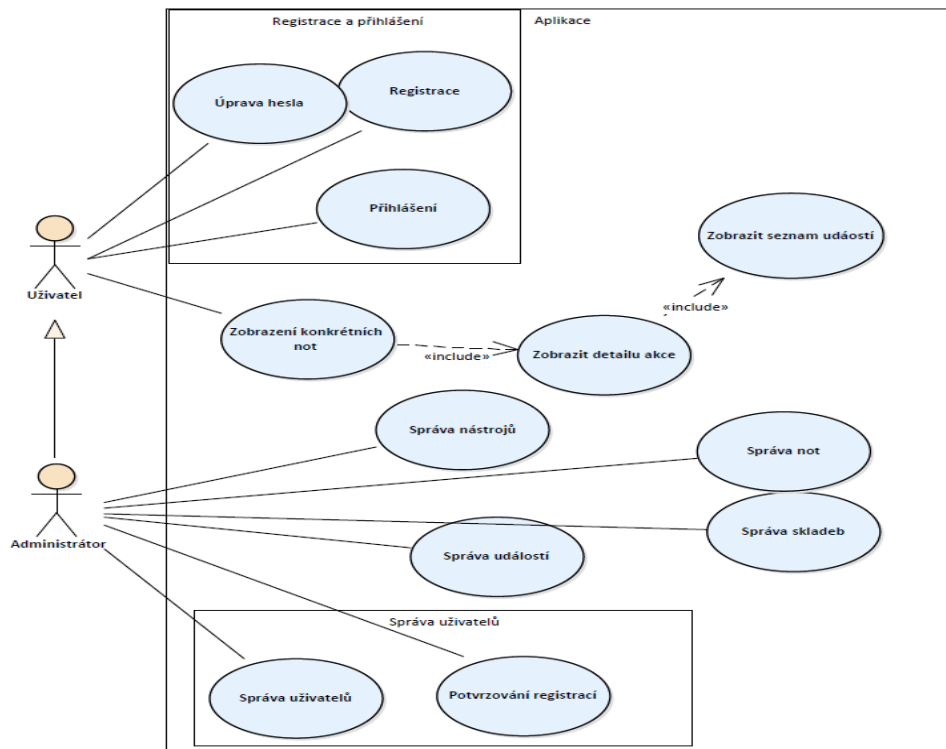 Registrace a přihlášení
Aplikace
Úprava hesla
Registrace
Přihlášení
Zobrazit seznam udáostí
Uživatel
«include»
Zobrazení konkrétních
not
«include»
Zobrazit detailu akce
Správa nástrojů
Správa not
Administrátor
Správa skladeb
Správa událostí
Správa uživatelů
Správa uživatelů
Potvrzování registrací